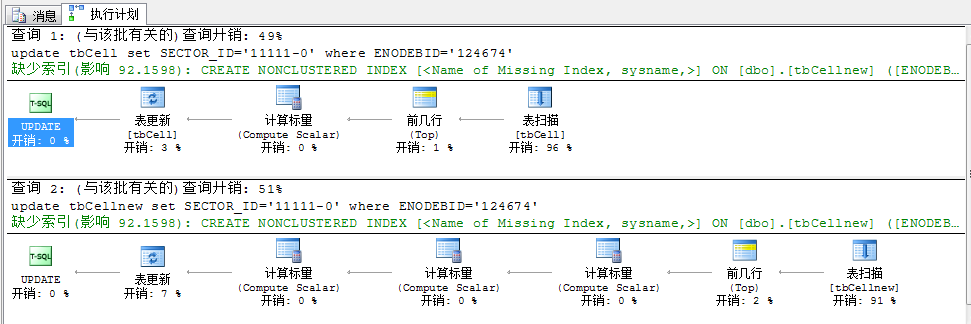 消息 执行计划
查询 1: (与该批有关的)查询开销: 49%
update tbCell set SECTOR_ID='11111-0' where ENODEBID='124674'
缺少索引(影响 92.1598): CREATE NONCLUSTERED INDEX [<Name of Missing Index, sysname,>] ON [dbo].[tbCellnew] ([ENODEB…
T-SQL
UPDATE
开销: 0 %
表更新
[tbCell]
开销: 3 %
计算标量
(Compute Scalar)
开销: 0 %
前几行
(Top)
开销: 1 %
表扫描
[tbCell]
开销: 96 %
查询 2: (与该批有关的)查询开销: 51%
update tbCellnew set SECTOR_ID='11111-0' where ENODEBID='124674'
缺少索引(影响 92.1598): CREATE NONCLUSTERED INDEX [<Name of Missing Index, sysname,>] ON [dbo].[tbCellnew] ([ENODEB…
T-SQL
UPDATE
开销: 0 %
表更新
开销: 7 %
计算标量
(Compute Scalar)
开销: 0 %
计算标量
(Compute Scalar)
开销: 0 %
计算标量
(Compute Scalar)
开销: 0 %
前几行
(Top)
开销: 2 %
表扫描
[tbCellnew]
开销: 91 %